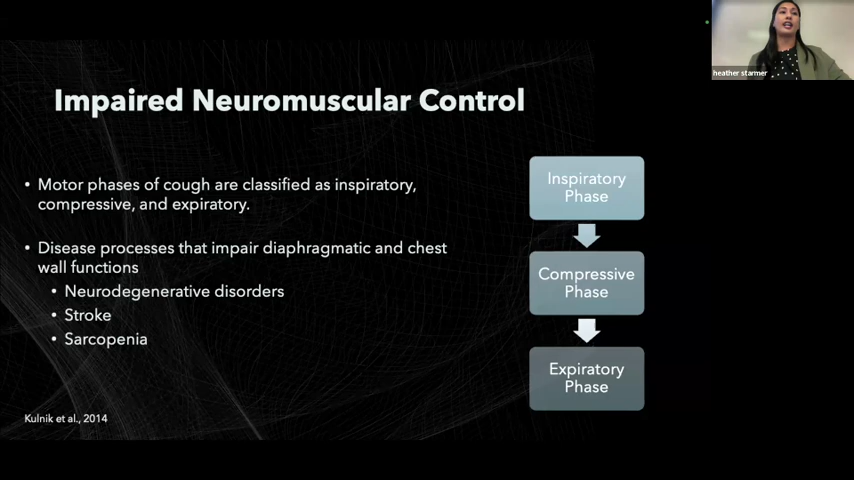 heather starmer
Impaired Neuromuscular Control
• Motor phases of cough are classified as inspiratory,
compressive, and expiratory.
• Disease processes that impair diaphragmatic and chest
wall functions
• Neurodegenerative disorders
• Stroke
• Sarcopenia
Inspiratory
Phase
Compressive
Phase
Expiratory
Phase
Kulnik et al., 2014